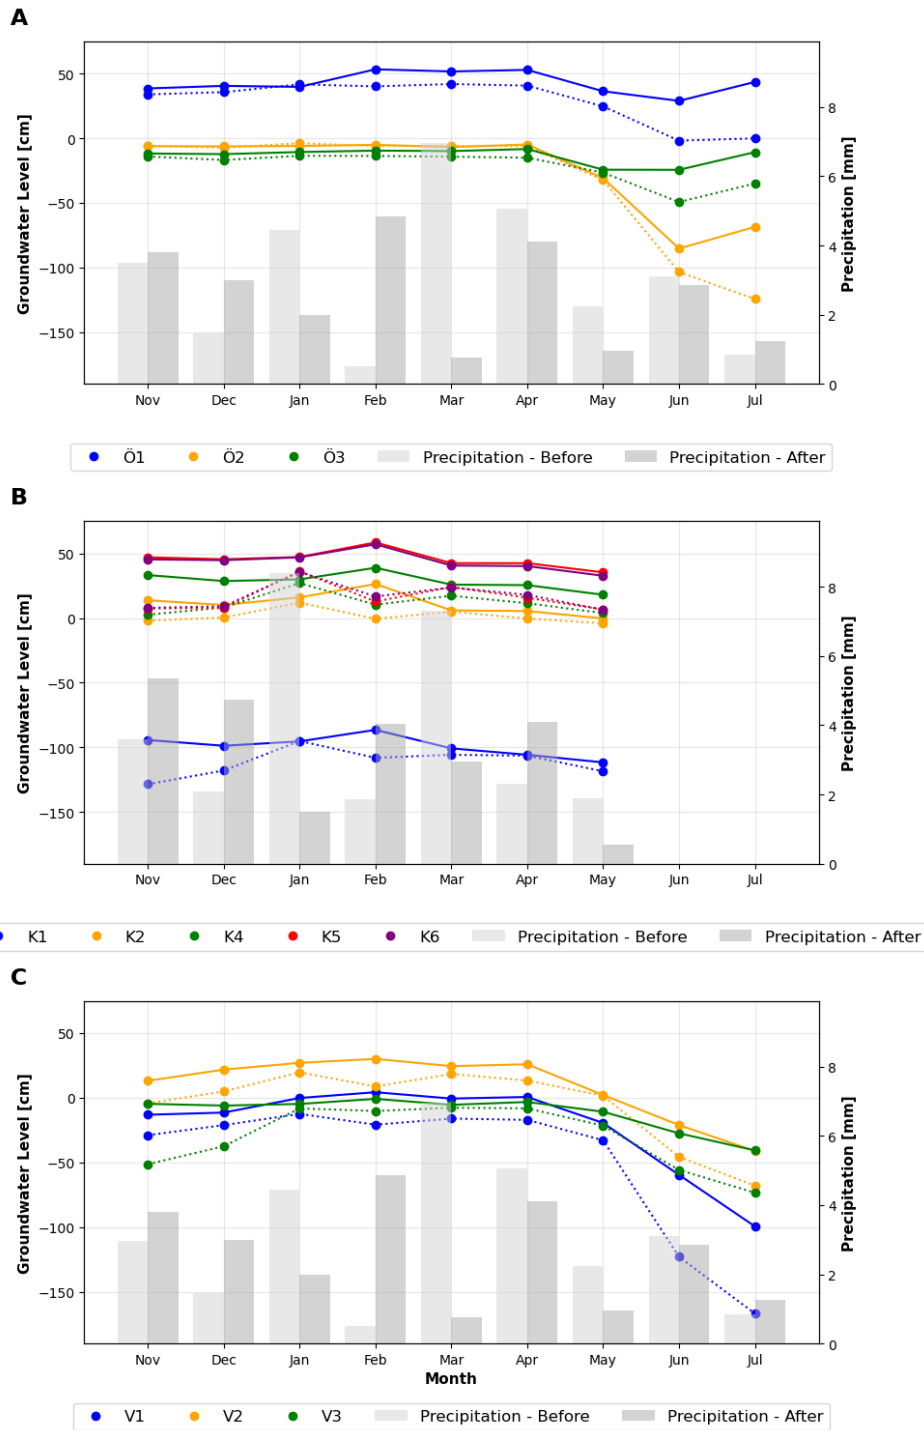 A
Groundwater Level [cm]
50
0
−50
−100
−150
Precipitation [mm]
8
6
4
2
0
Nov Dec Jan Feb Mar Apr May Jun Jul
Ö1 Ö2 Ö3 Precipitation - Before Precipitation - After
B
Groundwater Level [cm]
50
0
−50
−100
−150
Precipitation [mm]
8
6
4
2
0
Nov Dec Jan Feb Mar Apr May Jun Jul
K1 K2 K4 K5 K6 Precipitation - Before Precipitation - After
C
Groundwater Level [cm]
50
0
−50
−100
−150
Precipitation [mm]
8
6
4
2
0
Nov Dec Jan Feb Mar Apr May Jun Jul
Month
V1 V2 V3 Precipitation - Before Precipitation - After